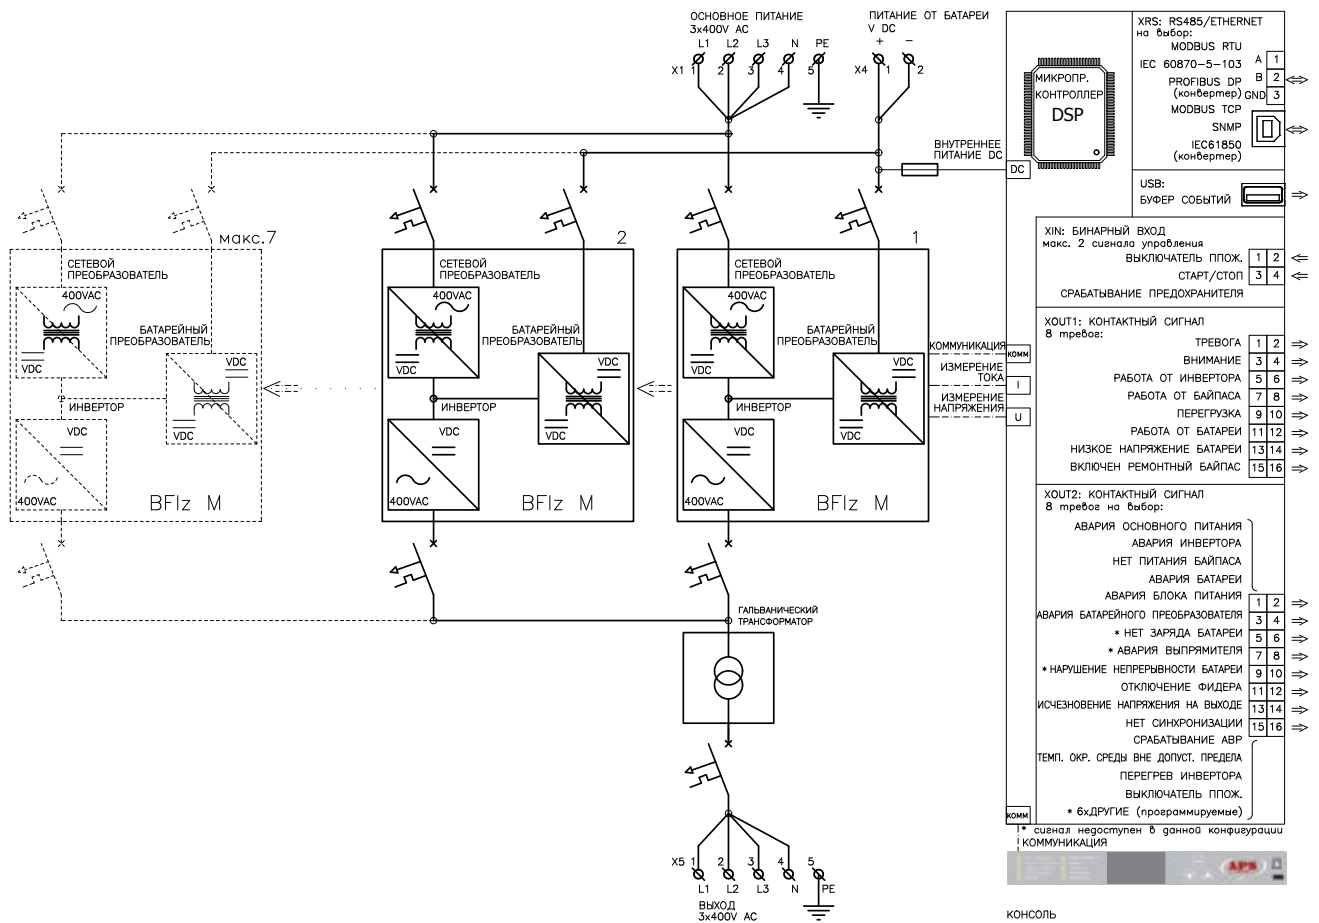 ОСНОВНОЕ ПИТАНИЕ
3x400V AC
L1 L2 L3 N PE
X1 1 2 3 4 5
ПИТАНИЕ ОТ БАТАРЕИ
V DC
+ −
X4 1 2
ВНУТРЕННЕЕ
ПИТАНИЕ DC
DC
МИКРОПР.
КОНТРОЛЛЕР
DSP
XRS: RS485/ETHERNET
на выбор:
MODBUS RTU
IEC 60870-5-103
PROFIBUS DP
(конвертер)
MODBUS TCP
SNMP
IEC61850
(конвертер)
A 1
B 2
GND 3
USB:
БУФЕР СОБЫТИЙ
XIN: БИНАРНЫЙ ВХОД
макс. 2 сигнала управления
ВЫКЛЮЧАТЕЛЬ ППОЖ. 1 2
СТАРТ/СТОП 3 4
СРАБАТЫВАНИЕ ПРЕДОХРАНИТЕЛЯ
XOUT1: КОНТАКТНЫЙ СИГНАЛ
8 тревог:
ТРЕВОГА 1 2
ВНИМАНИЕ 3 4
РАБОТА ОТ ИНВЕРТОРА 5 6
РАБОТА ОТ БАЙПАСА 7 8
ПЕРЕГРУЗКА 9 10
РАБОТА ОТ БАТАРЕИ 11 12
НИЗКОЕ НАПРЯЖЕНИЕ БАТАРЕИ 13 14
ВКЛЮЧЕН РЕМОНТНЫЙ БАЙПАС 15 16
XOUT2: КОНТАКТНЫЙ СИГНАЛ
8 тревог на выбор:
АВАРИЯ ОСНОВНОГО ПИТАНИЯ
АВАРИЯ ИНВЕРТОРА
НЕТ ПИТАНИЯ БАЙПАСА
АВАРИЯ БАТАРЕИ
АВАРИЯ БЛОКА ПИТАНИЯ 1 2
АВАРИЯ БАТАРЕЙНОГО ПРЕОБРАЗОВАТЕЛЯ 3 4
* НЕТ ЗАРЯДА БАТАРЕИ 5 6
* АВАРИЯ ВЫПРЯМИТЕЛЯ 7 8
* НАРУШЕНИЕ НЕПРЕРЫВНОСТИ БАТАРЕИ 9 10
ОТКЛЮЧЕНИЕ ФИДЕРА 11 12
ИСЧЕЗНОВЕНИЕ НАПРЯЖЕНИЯ НА ВЫХОДЕ 13 14
НЕТ СИНХРОНИЗАЦИИ 15 16
СРАБАТЫВАНИЕ АВР
ТЕМП. ОКР. СРЕДЫ ВНЕ ДОПУСТ. ПРЕДЕЛА
ПЕРЕГРЕВ ИНВЕРТОРА
ВЫКЛЮЧАТЕЛЬ ППОЖ.
* 6хДРУГИЕ (программируемые)
* сигнал недоступен в данной конфигурации
КОММ
КОММУНИКАЦИЯ
APS
КОНСОЛЬ
макс.7
СЕТЕВОЙ
ПРЕОБРАЗОВАТЕЛЬ
400VAC
VDC
БАТАРЕЙНЫЙ
ПРЕОБРАЗОВАТЕЛЬ
VDC
VDC
ИНВЕРТОР
VDC
400VAC
BFIz M
2
СЕТЕВОЙ
ПРЕОБРАЗОВАТЕЛЬ
400VAC
VDC
БАТАРЕЙНЫЙ
ПРЕОБРАЗОВАТЕЛЬ
VDC
VDC
ИНВЕРТОР
VDC
400VAC
BFIz M
1
СЕТЕВОЙ
ПРЕОБРАЗОВАТЕЛЬ
400VAC
VDC
БАТАРЕЙНЫЙ
ПРЕОБРАЗОВАТЕЛЬ
VDC
VDC
ИНВЕРТОР
VDC
400VAC
BFIz M
КОММУНИКАЦИЯ
КОММ
ИЗМЕРЕНИЕ
ТОКА
I
ИЗМЕРЕНИЕ
НАПРЯЖЕНИЯ
U
ГАЛЬВАНИЧЕСКИЙ
ТРАНСФОРМАТОР
X5 1 2 3 4 5
L1 L2 L3 N PE
ВЫХОД
3x400V AC